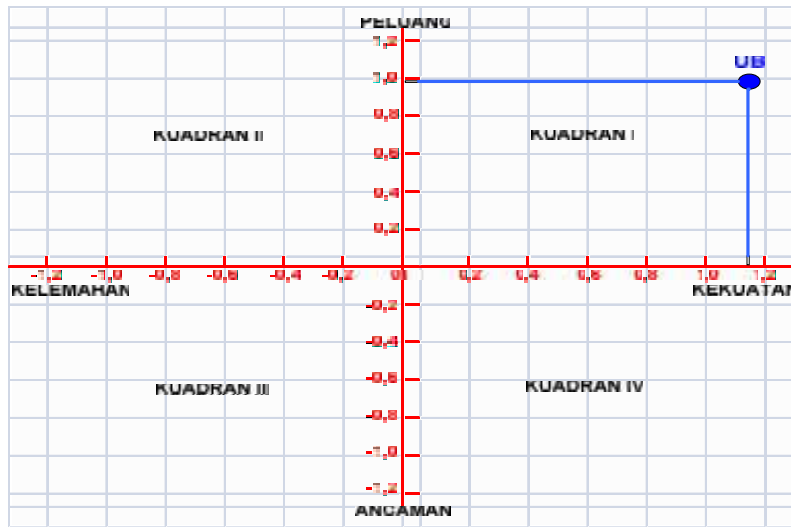 PELUANG
1,2
UB
1,0
0,8
KUADRAN II
KUADRAN I
0,6
0,4
0,2
-1,2 -1,0 -0,8 -0,6 -0,4 -0,2 0 0,2 0,4 0,6 0,8 1,0 1,2
KELEMAHAN
KEKUATAN
-0,2
-0,4
-0,6
KUADRAN III
KUADRAN IV
-0,8
-1,0
-1,2
ANCAMAN